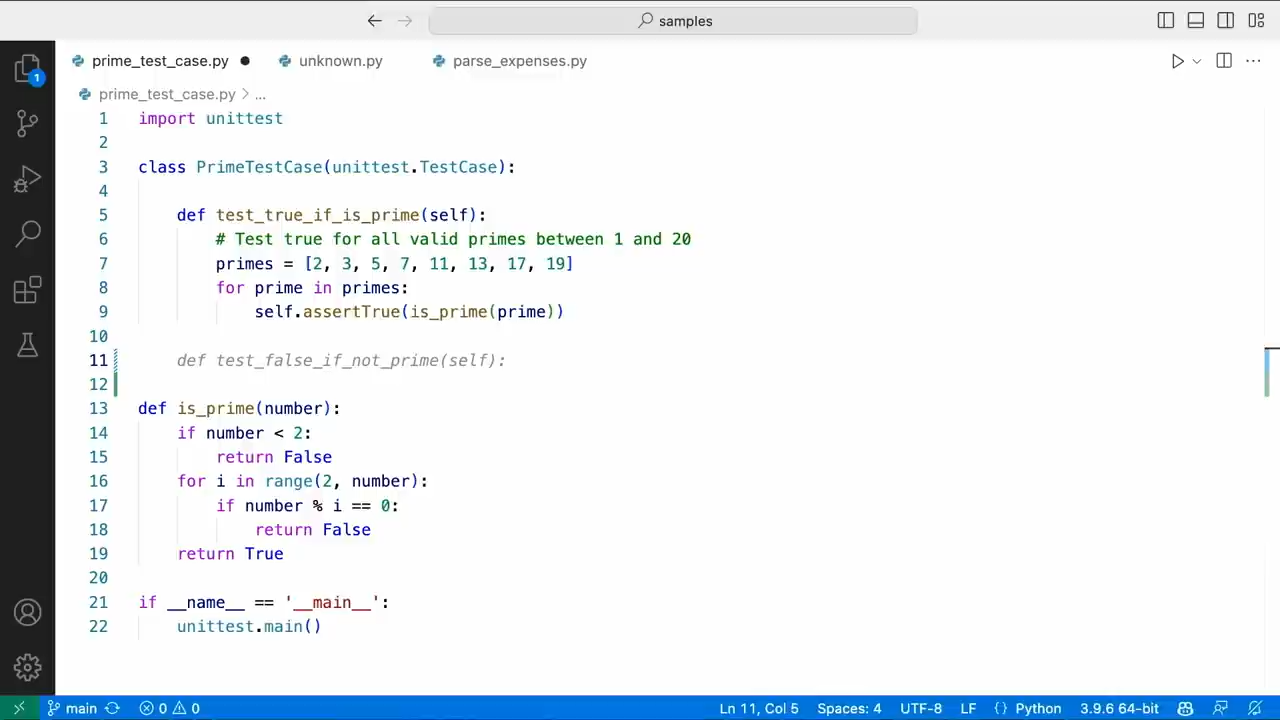 samples
prime_test_case.py
unknown.py
parse_expenses.py
1
prime_test_case.py > ...
1 import unittest
2
3 class PrimeTestCase(unittest.TestCase):
4
5     def test_true_if_is_prime(self):
6         # Test true for all valid primes between 1 and 20
7         primes = [2, 3, 5, 7, 11, 13, 17, 19]
8         for prime in primes:
9             self.assertTrue(is_prime(prime))
10
11     def test_false_if_not_prime(self):
12
13 def is_prime(number):
14     if number < 2:
15         return False
16     for i in range(2, number):
17         if number % i == 0:
18             return False
19     return True
20
21 if __name__ == '__main__':
22     unittest.main()
main 0 0 Ln 11, Col 5 Spaces: 4 UTF-8 LF {} Python 3.9.6 64-bit